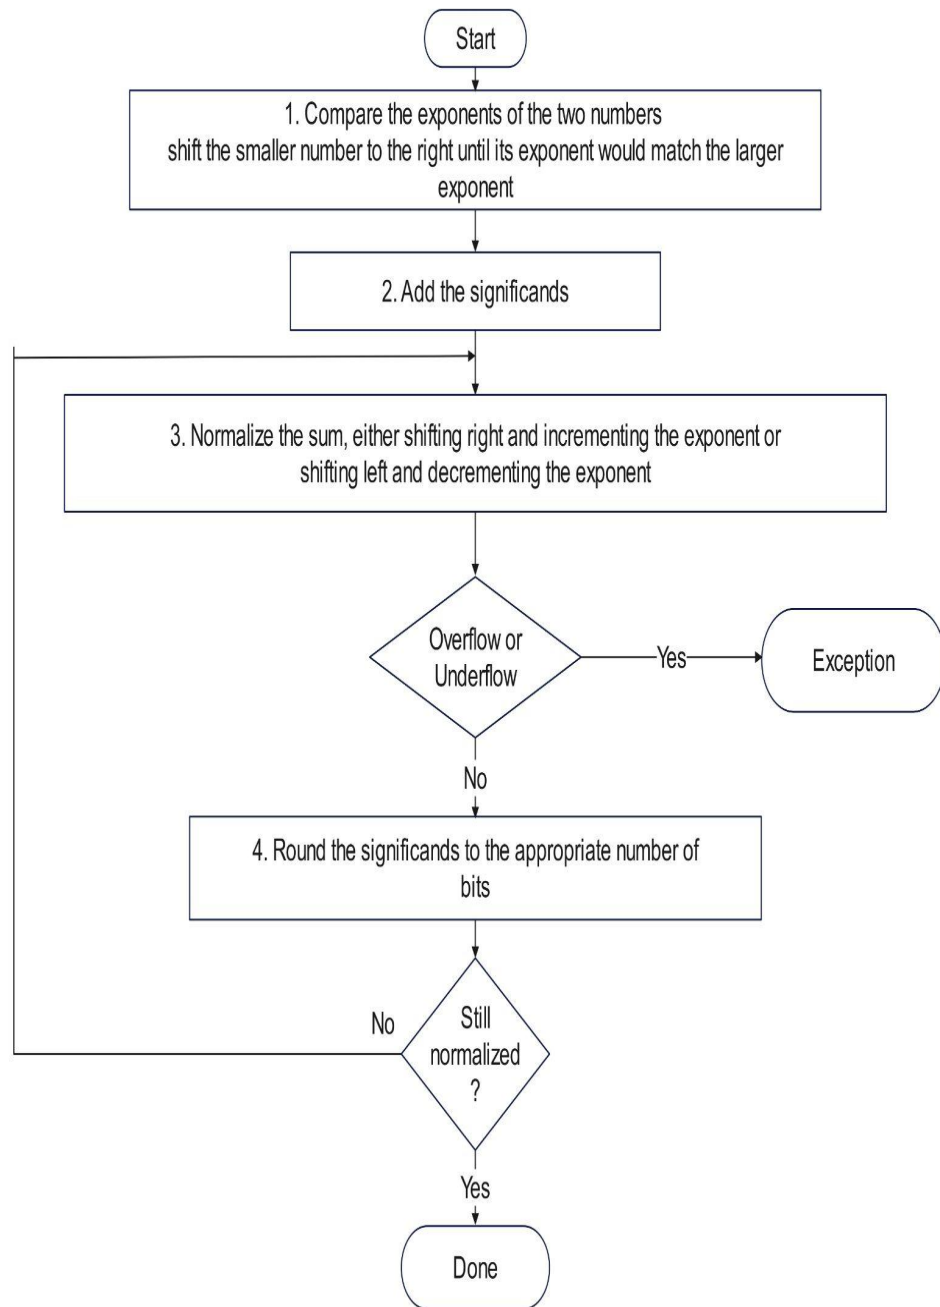 Start
1. Compare the exponents of the two numbers
shift the smaller number to the right until its exponent would match the larger
exponent
2. Add the significands
3. Normalize the sum, either shifting right and incrementing the exponent or
shifting left and decrementing the exponent
Overflow or
Underflow
Yes
Exception
No
4. Round the significands to the appropriate number of
bits
No
Still
normalized
?
Yes
Done